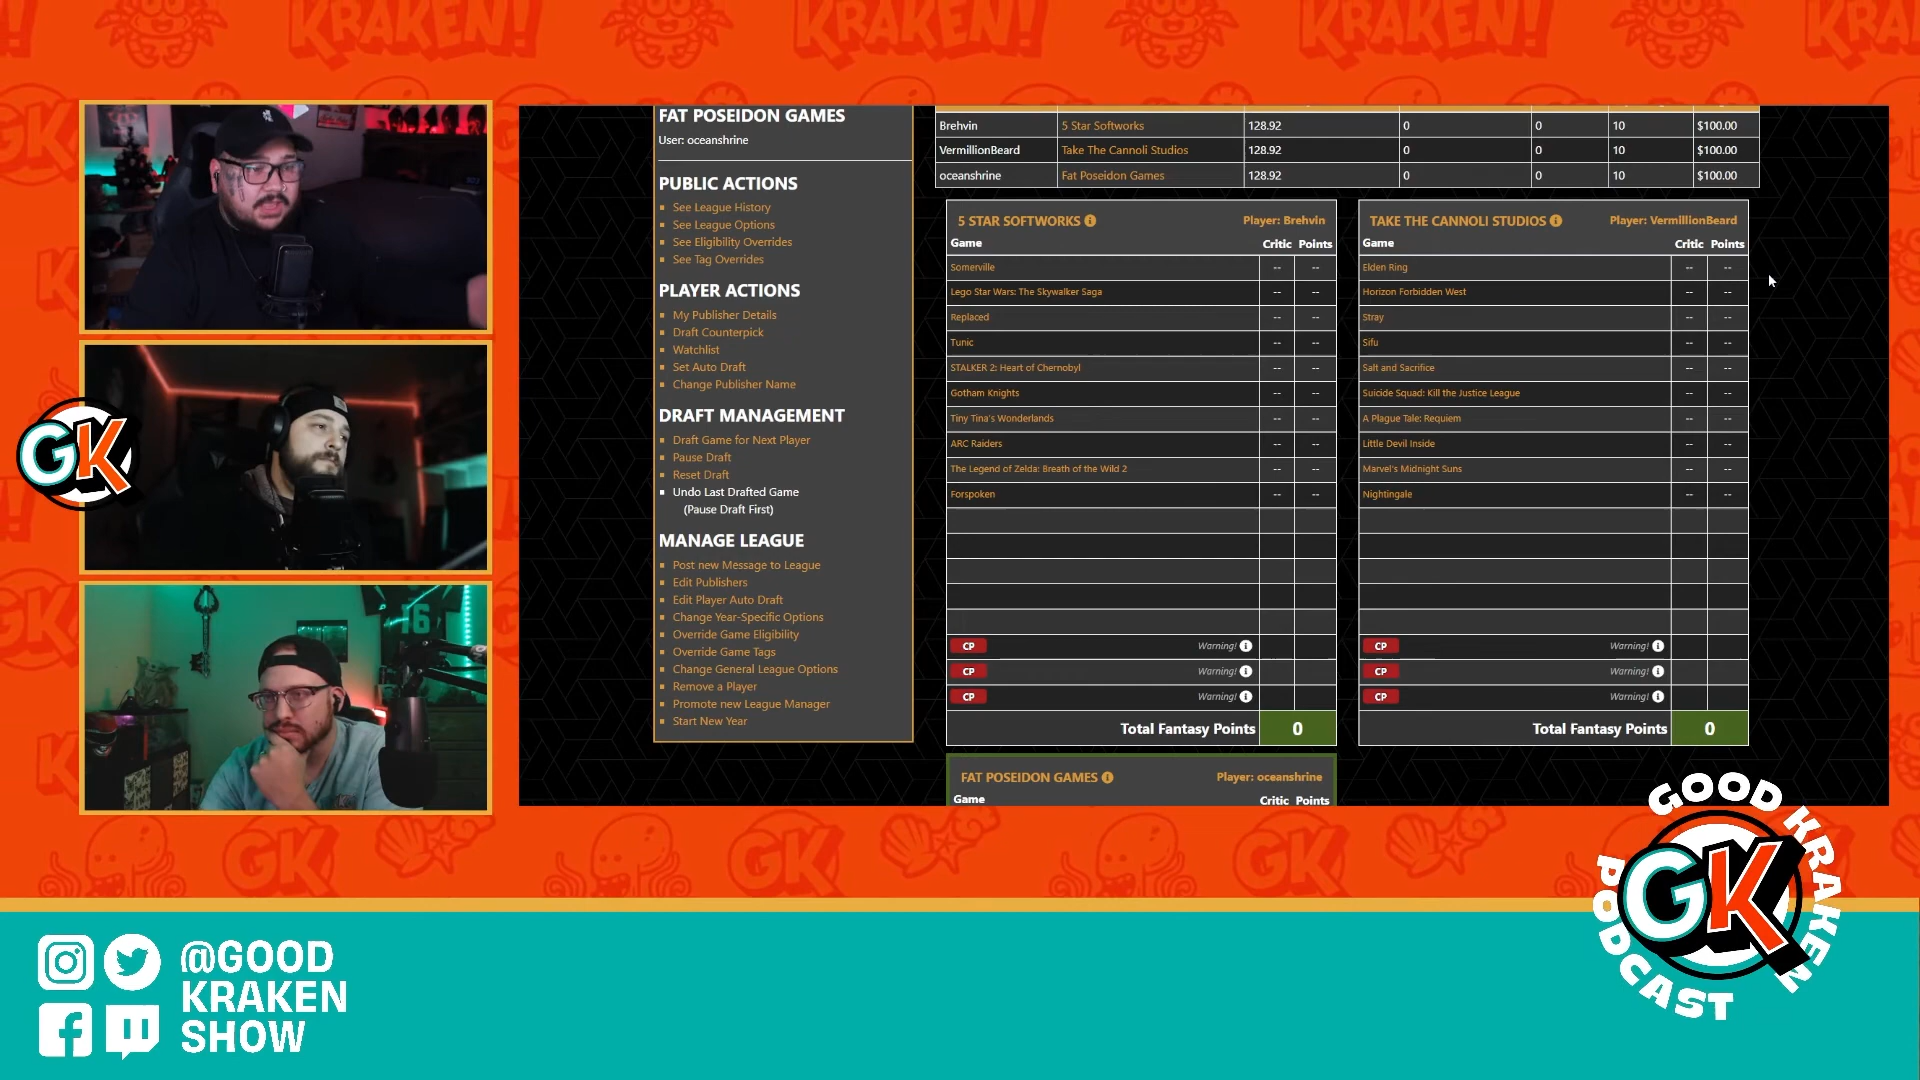 KRAKEN!
KRAKEN!
KRAKEN!
FAT POSEIDON GAMES
User: oceanshrine
PUBLIC ACTIONS
See League History
See League Options
See Eligibility Overrides
See Tag Overrides
PLAYER ACTIONS
My Publisher Details
Draft Counterpick
Watchlist
Set Auto Draft
Change Publisher Name
DRAFT MANAGEMENT
Draft Game for Next Player
Pause Draft
Reset Draft
Undo Last Drafted Game
(Pause Draft First)
MANAGE LEAGUE
Post new Message to League
Edit Publishers
Edit Player Auto Draft
Change Year-Specific Options
Override Game Eligibility
Override Game Tags
Change General League Options
Remove a Player
Promote new League Manager
Start New Year
Brehvin 5 Star Softworks 128.92 0 0 10 $100.00
VermillionBeard Take The Cannoli Studios 128.92 0 0 10 $100.00
oceanshrine Fat Poseidon Games 128.92 0 0 10 $100.00
5 STAR SOFTWORKS Player: Brehvin
Game Critic Points
Somerville -- --
Lego Star Wars: The Skywalker Saga -- --
Replaced -- --
Tunic -- --
STALKER 2: Heart of Chernobyl -- --
Gotham Knights -- --
Tiny Tina's Wonderlands -- --
ARC Raiders -- --
The Legend of Zelda: Breath of the Wild 2 -- --
Forspoken -- --
CP Warning!
CP Warning!
CP Warning!
Total Fantasy Points 0
TAKE THE CANNOLI STUDIOS Player: VermillionBeard
Game Critic Points
Elden Ring -- --
Horizon Forbidden West -- --
Stray -- --
Sifu -- --
Salt and Sacrifice -- --
Suicide Squad: Kill the Justice League -- --
A Plague Tale: Requiem -- --
Little Devil Inside -- --
Marvel's Midnight Suns -- --
Nightingale -- --
CP Warning!
CP Warning!
CP Warning!
Total Fantasy Points 0
FAT POSEIDON GAMES Player: oceanshrine
Game Critic Points
GK
16
GK
GK
@GOOD
KRAKEN
SHOW
GOOD KRAKEN
GK
PODCAST